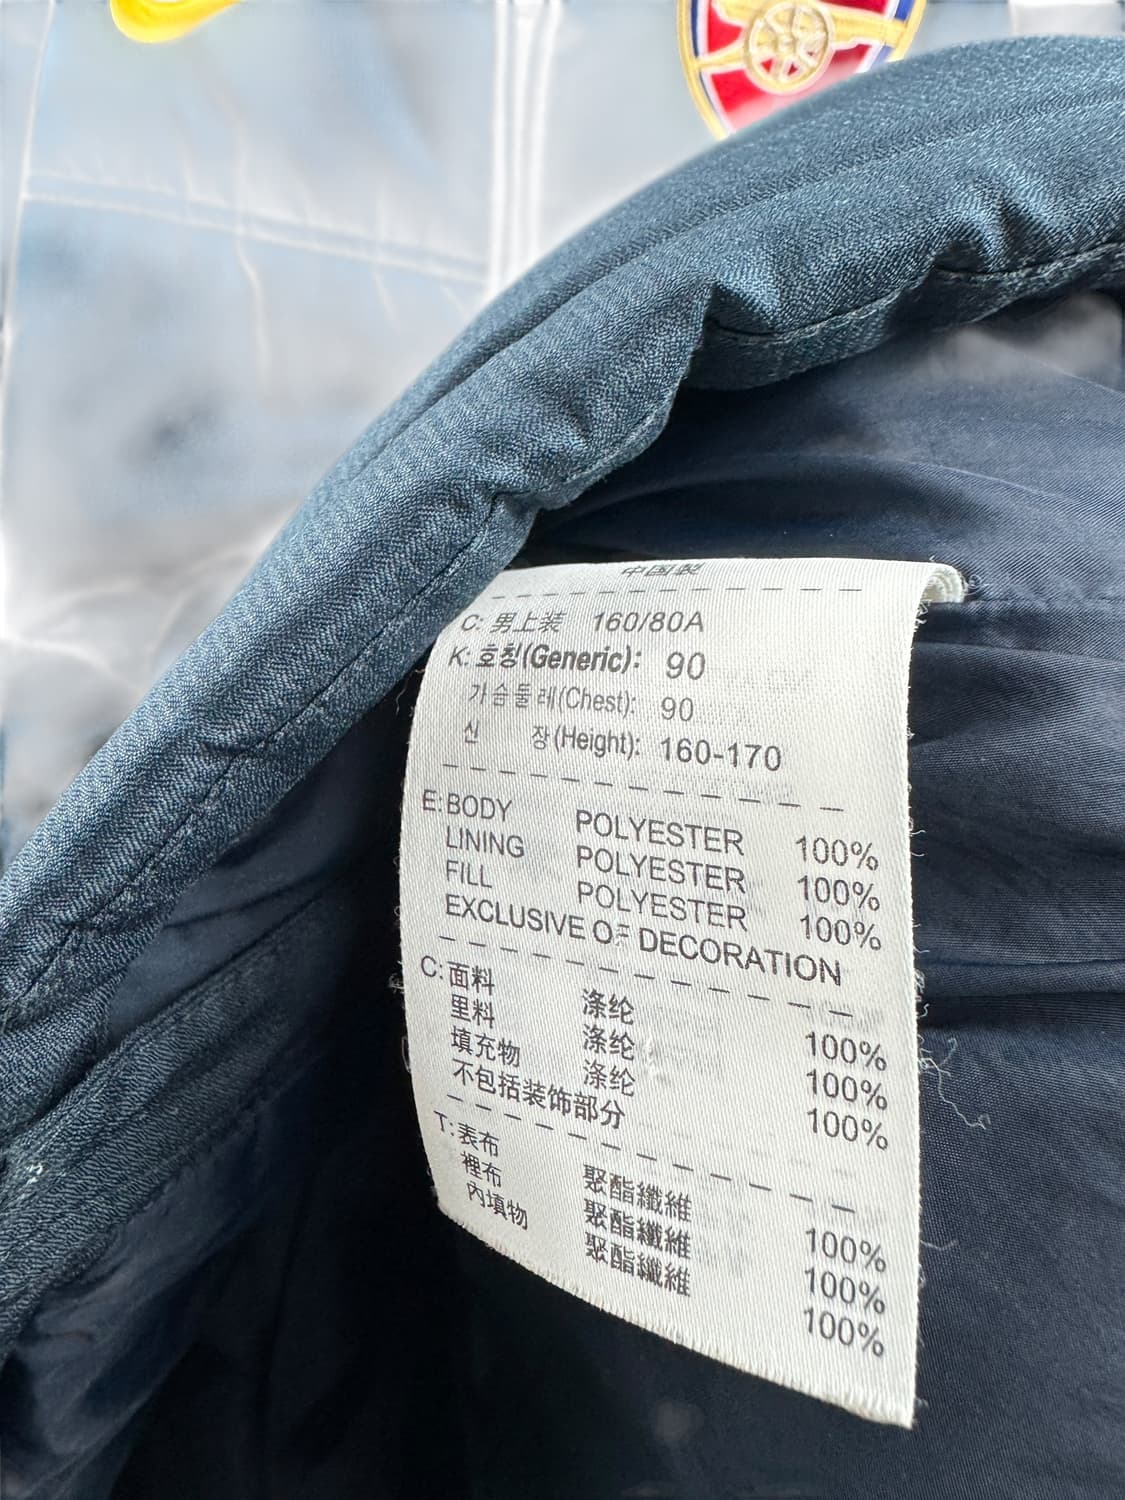 中国製
C: 男上装 160/80A
K: 호칭(Generic): 90
가슴둘레(Chest): 90
신 장(Height): 160-170
E: BODY POLYESTER 100%
LINING POLYESTER 100%
FILL POLYESTER 100%
EXCLUSIVE OF DECORATION
C: 面料 涤纶 100%
里料 涤纶 100%
填充物 涤纶 100%
不包括装饰部分
T: 表布 聚酯纖維 100%
裡布 聚酯纖維 100%
內填物 聚酯纖維 100%